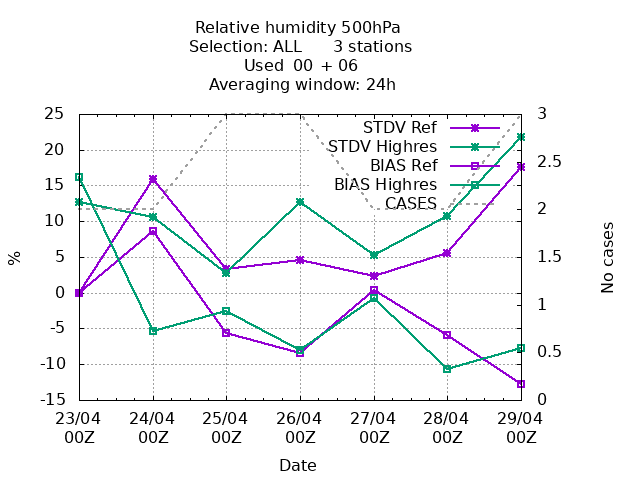 Relative humidity 500hPa
Selection: ALL 3 stations
Used 00 + 06
Averaging window: 24h
25
20
15
10
5
0
-5
-10
-15
%
3
2.5
2
1.5
1
0.5
0
No cases
STDV Ref
STDV Highres
BIAS Ref
BIAS Highres
CASES
23/04 24/04 25/04 26/04 27/04 28/04 29/04
00Z 00Z 00Z 00Z 00Z 00Z 00Z
Date